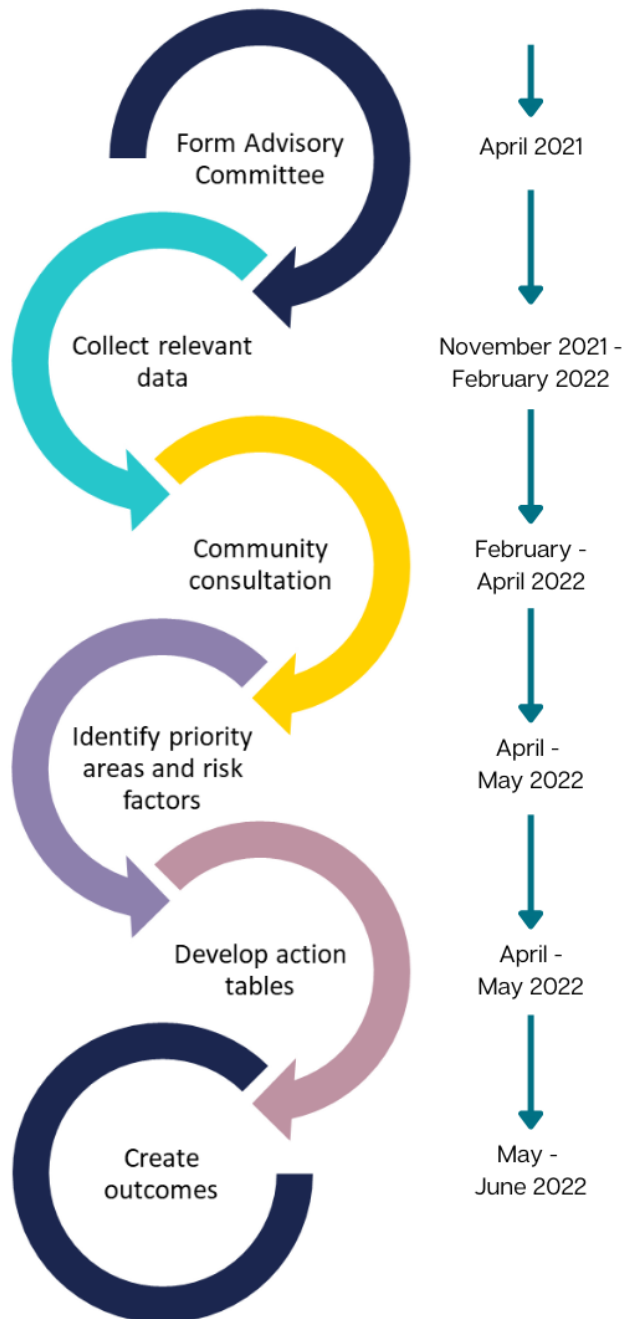 Form Advisory
Committee
April 2021
Collect relevant
data
November 2021 -
February 2022
Community
consultation
February -
April 2022
Identify priority
areas and risk
factors
April -
May 2022
Develop action
tables
April -
May 2022
Create
outcomes
May -
June 2022